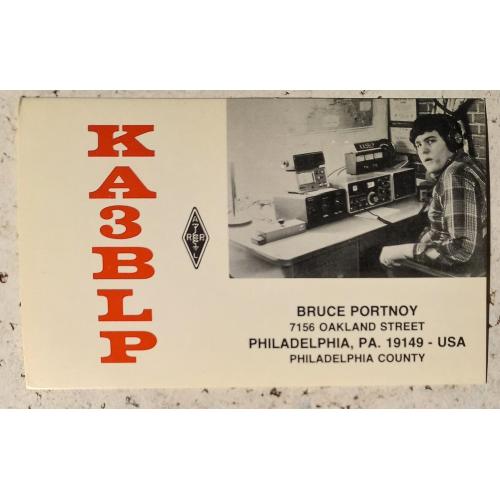 KA3BLP
BRUCE PORTNOY
7156 OAKLAND STREET
PHILADELPHIA, PA. 19149 - USA
PHILADELPHIA COUNTY